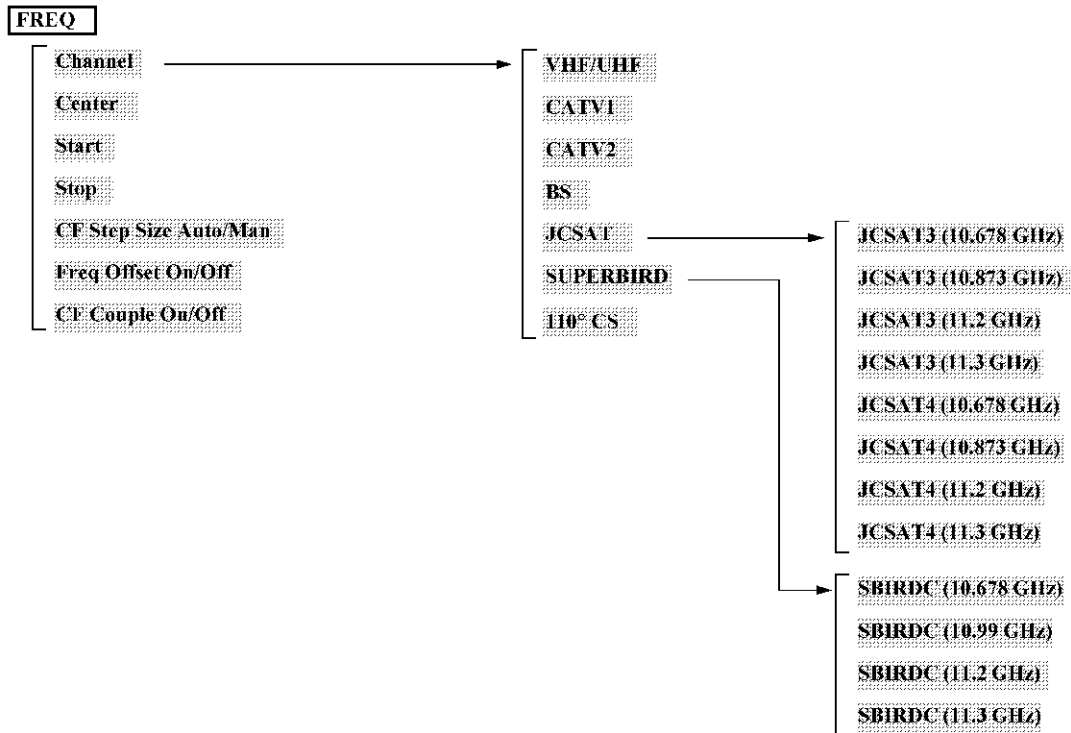 FREQ
Channel
Center
Start
Stop
CF Step Size Auto/Man
Freq Offset On/Off
CF Couple On/Off
VHF/UHF
CATV1
CATV2
BS
JCSAT
SUPERBIRD
110° CS
JCSAT3 (10.678 GHz)
JCSAT3 (10.873 GHz)
JCSAT3 (11.2 GHz)
JCSAT3 (11.3 GHz)
JCSAT4 (10.678 GHz)
JCSAT4 (10.873 GHz)
JCSAT4 (11.2 GHz)
JCSAT4 (11.3 GHz)
SBIRDC (10.678 GHz)
SBIRDC (10.99 GHz)
SBIRDC (11.2 GHz)
SBIRDC (11.3 GHz)